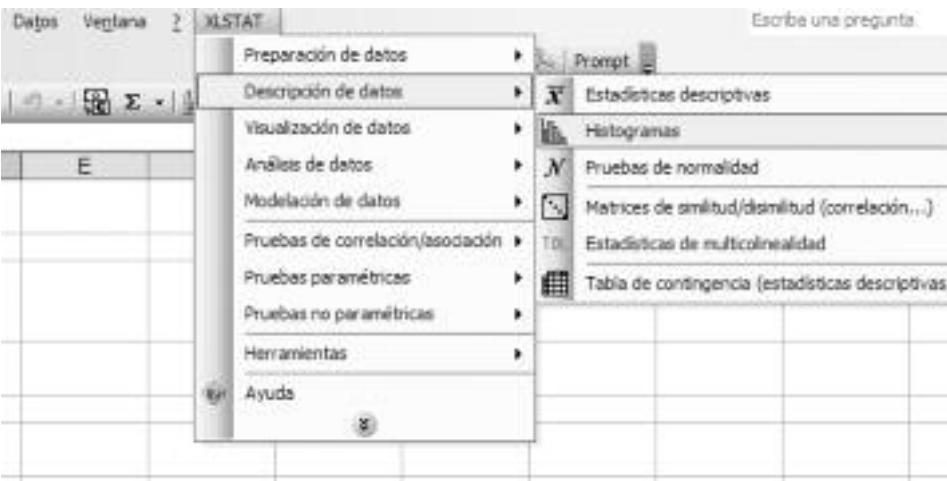 Datos Ventana ? XLSTAT Escriba una pregunta
Preparación de datos
Prompt
Descripción de datos
Estadísticas descriptivas
Σ
Visualización de datos
Histogramas
E
Análisis de datos
N Pruebas de normalidad
Modelación de datos
Matrices de similitud/disimilitud (correlación...)
Pruebas de correlación/asociación
TOL Estadísticas de multicolinealidad
Pruebas paramétricas
Tabla de contingencia (estadísticas descriptivas
Pruebas no paramétricas
Herramientas
Ayuda